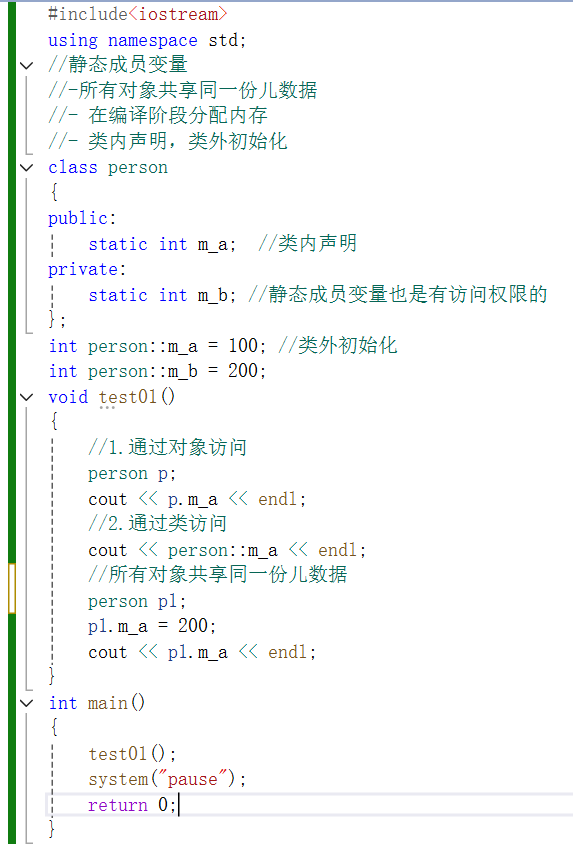 #include<iostream>
using namespace std;
//静态成员变量
//-所有对象共享同一份儿数据
//- 在编译阶段分配内存
//- 类内声明，类外初始化
class person
{
public:
    static int m_a;  //类内声明
private:
    static int m_b; //静态成员变量也是有访问权限的
};
int person::m_a = 100; //类外初始化
int person::m_b = 200;
void test01()
{
    //1.通过对象访问
    person p;
    cout << p.m_a << endl;
    //2.通过类访问
    cout << person::m_a << endl;
    //所有对象共享同一份儿数据
    person p1;
    p1.m_a = 200;
    cout << p1.m_a << endl;
}
int main()
{
    test01();
    system("pause");
    return 0;
}